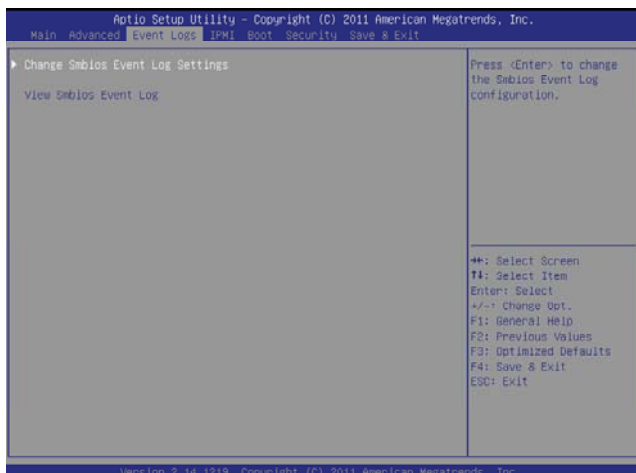 Aptio Setup Utility - Copyright (C) 2011 American Megatrends, Inc.
Main Advanced Event Logs IPMI Boot Security Save & Exit
▶ Change Smbios Event Log Settings
View Smbios Event Log
Press <Enter> to change
the Smbios Event Log
configuration.
→←: Select Screen
↑↓: Select Item
Enter: Select
+/-: Change Opt.
F1: General Help
F2: Previous Values
F3: Optimized Defaults
F4: Save & Exit
ESC: Exit
Version 2.14.1219. Copyright (C) 2011 American Megatrends, Inc.